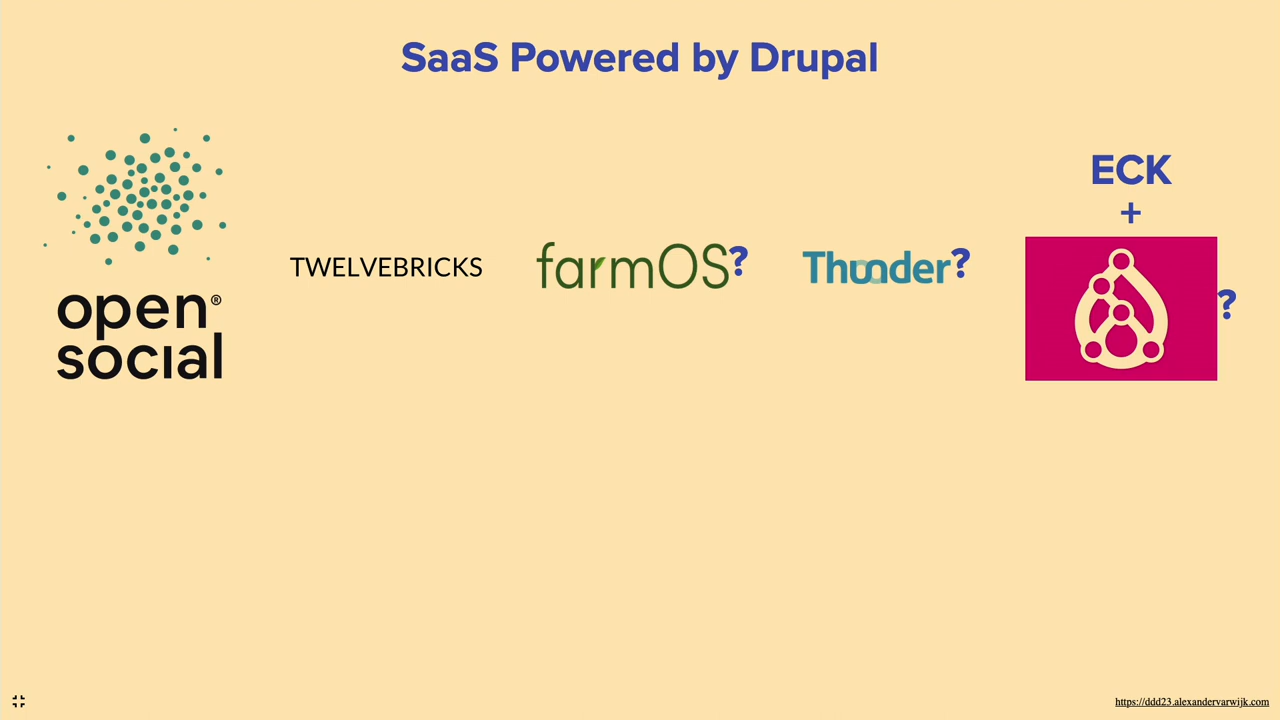 SaaS Powered by Drupal
open®
social
TWELVEBRICKS
farmOS?
Thunder?
ECK
+
?
https://ddd23.alexandervarwijk.com